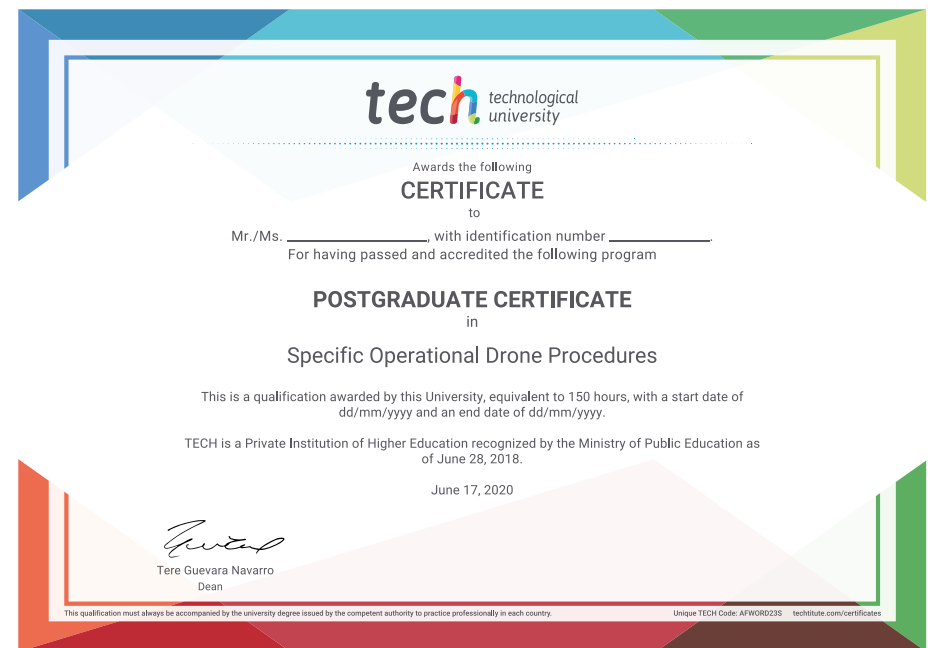 tech technological
university
Awards the following
CERTIFICATE
to
Mr./Ms. ____________, with identification number ____________.
For having passed and accredited the following program
POSTGRADUATE CERTIFICATE
in
Specific Operational Drone Procedures
This is a qualification awarded by this University, equivalent to 150 hours, with a start date of
dd/mm/yyyy and an end date of dd/mm/yyyy.
TECH is a Private Institution of Higher Education recognized by the Ministry of Public Education as
of June 28, 2018.
June 17, 2020
Tere Guevara Navarro
Dean
This qualification must always be accompanied by the university degree issued by the competent authority to practice professionally in each country. Unique TECH Code: AFWORD23S techtitute.com/certificates